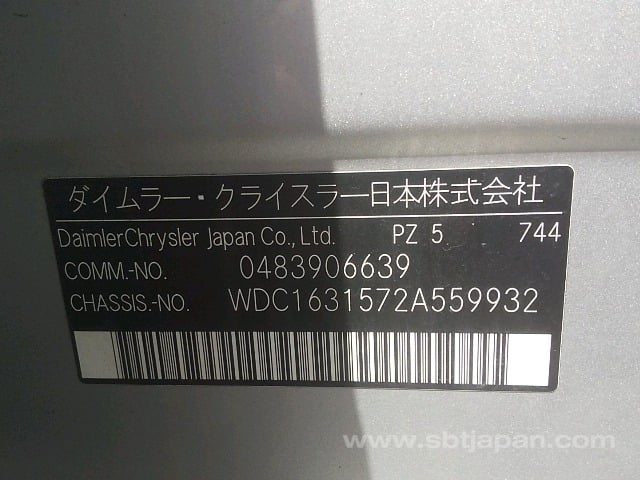 ダイムラー・クライスラー日本株式会社
DaimlerChrysler Japan Co., Ltd. PZ 5 744
COMM.-NO. 0483906639
CHASSIS.-NO. WDC1631572A559932
www.sbtjapan.com